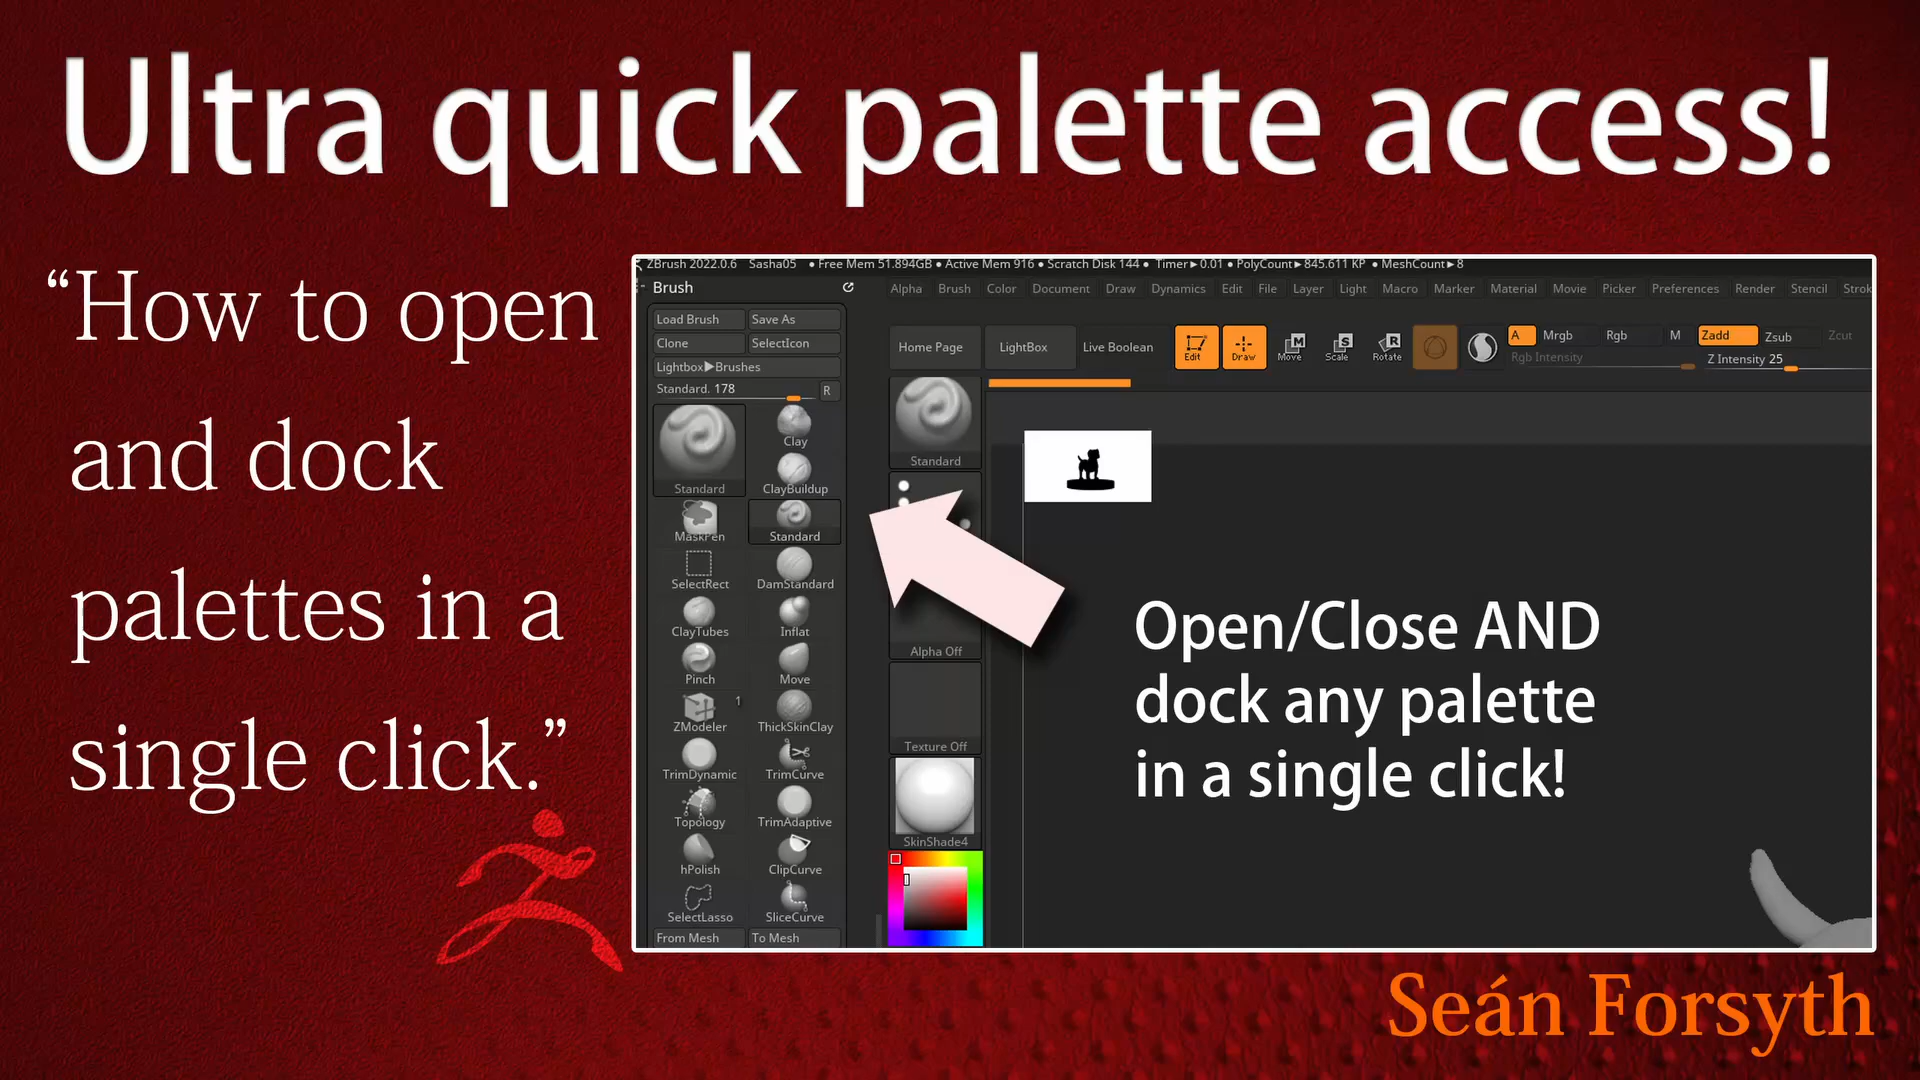 Ultra quick palette access!
“How to open
and dock
palettes in a
single click.”
ZBrush 2022.0.6 Sasha05 ● Free Mem 51.894GB ● Active Mem 916 ● Scratch Disk 144 ● Timer►0.01 ● PolyCount►845.611 KP ● MeshCount►8
Brush
Alpha Brush Color Document Draw Dynamics Edit File Layer Light Macro Marker Material Movie Picker Preferences Render Stencil Strok
Load Brush Save As
Clone SelectIcon
Lightbox►Brushes
Standard. 178 R
Home Page LightBox Live Boolean Edit Draw Move Scale Rotate A Mrgb Rgb M Zadd Zsub Zcut
Rgb Intensity Z Intensity 25
Clay
Standard ClayBuildup
MaskPen Standard
SelectRect DamStandard
ClayTubes Inflat
Pinch Move
ZModeler 1 ThickSkinClay
TrimDynamic TrimCurve
Topology TrimAdaptive
hPolish ClipCurve
SelectLasso SliceCurve
From Mesh To Mesh
Standard
Alpha Off
Texture Off
SkinShade4
Open/Close AND
dock any palette
in a single click!
Seán Forsyth